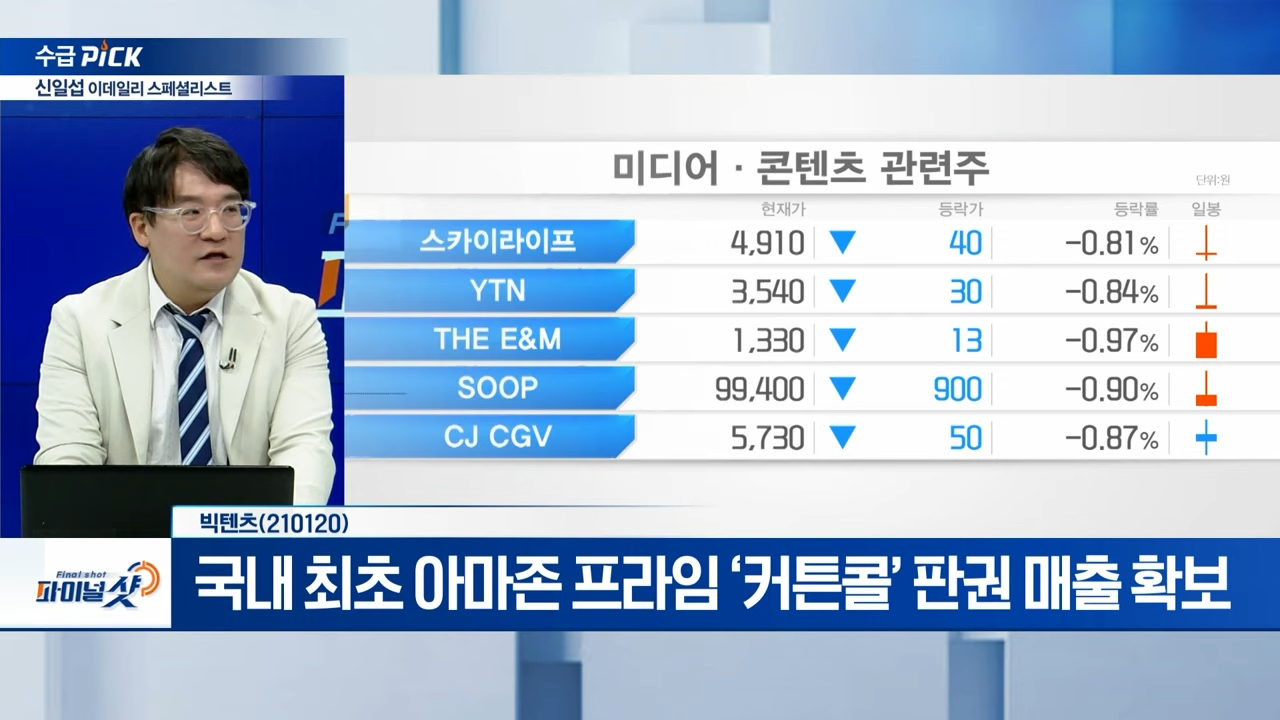 수급 PiCK
신일섭 이데일리 스페셜리스트
미디어 · 콘텐츠 관련주
단위:원
현재가 등락가 등락률 일봉
스카이라이프 4,910 ▼ 40 -0.81%
YTN 3,540 ▼ 30 -0.84%
THE E&M 1,330 ▼ 13 -0.97%
SOOP 99,400 ▼ 900 -0.90%
CJ CGV 5,730 ▼ 50 -0.87%
빅텐츠(210120)
Final shot
파이널샷
국내 최초 아마존 프라임 ‘커튼콜’ 판권 매출 확보